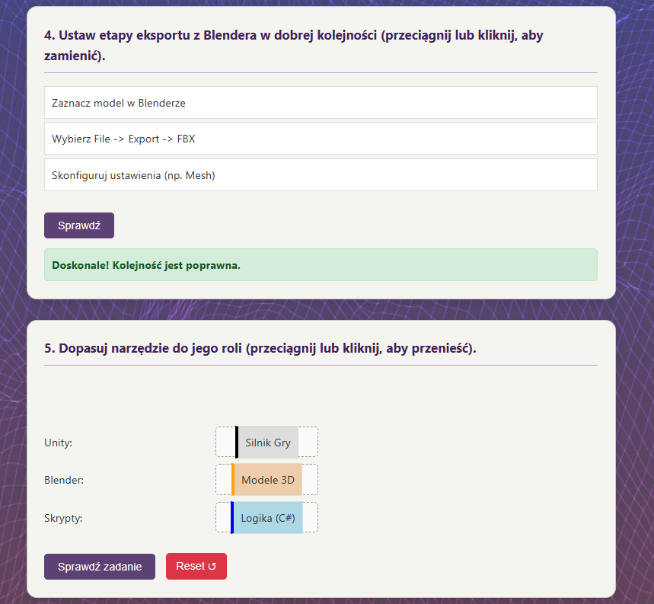 4. Ustaw etapy eksportu z Blendera w dobrej kolejności (przeciągnij lub kliknij, aby
zamienić).
Zaznacz model w Blenderze
Wybierz File -> Export -> FBX
Skonfiguruj ustawienia (np. Mesh)
Sprawdź
Doskonale! Kolejność jest poprawna.
5. Dopasuj narzędzie do jego roli (przeciągnij lub kliknij, aby przenieść).
Unity: Silnik Gry
Blender: Modele 3D
Skrypty: Logika (C#)
Sprawdź zadanie Reset ↺